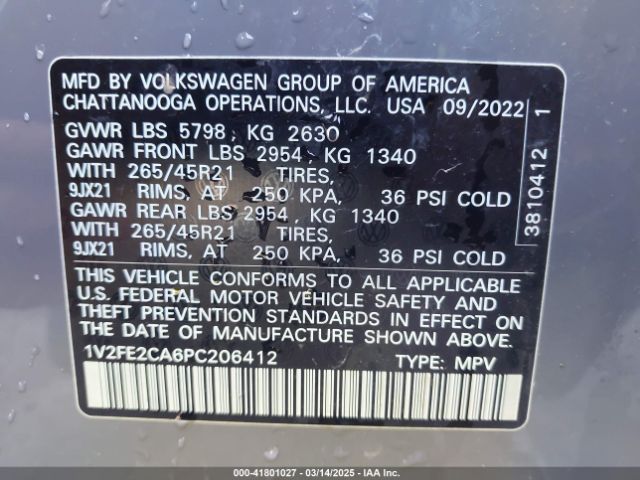 MFD BY VOLKSWAGEN GROUP OF AMERICA
CHATTANOOGA OPERATIONS, LLC. USA 09/2022
GVWR LBS 5798, KG 2630
GAWR FRONT LBS 2954, KG 1340
WITH 265/45R21 TIRES,
9JX21 RIMS, AT 250 KPA, 36 PSI COLD
GAWR REAR LBS 2954, KG 1340
WITH 265/45R21 TIRES,
9JX21 RIMS, AT 250 KPA, 36 PSI COLD
THIS VEHICLE CONFORMS TO ALL APPLICABLE
U.S. FEDERAL MOTOR VEHICLE SAFETY AND
THEFT PREVENTION STANDARDS IN EFFECT ON
THE DATE OF MANUFACTURE SHOWN ABOVE.
1V2FE2CA6PC206412 TYPE: MPV
3810412 1
000-41801027 - 03/14/2025 - IAAI.COM